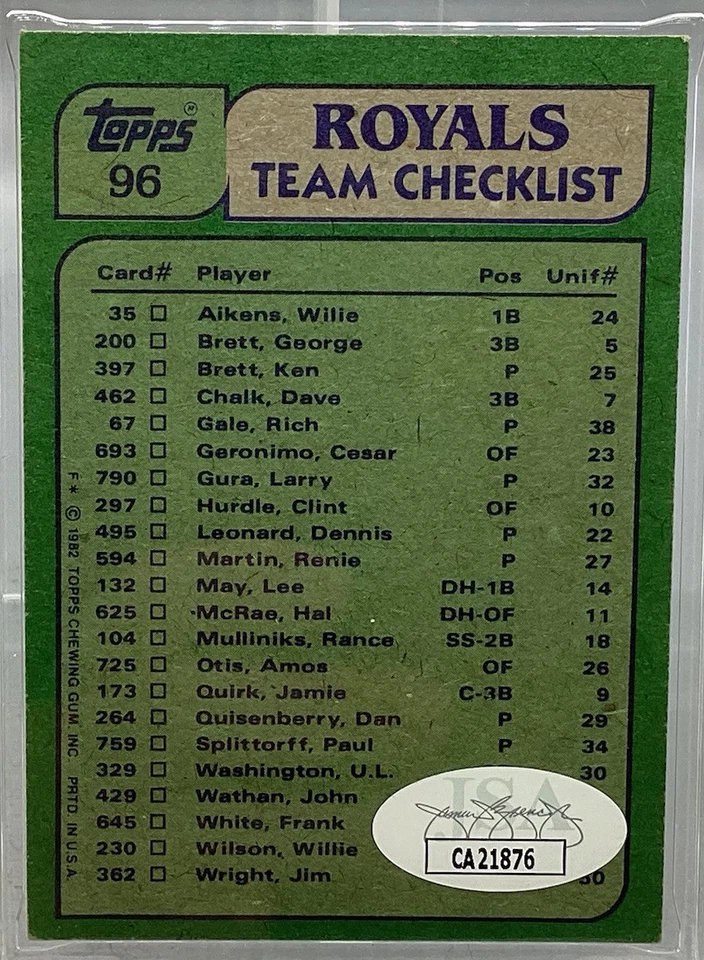 Topps®
96
ROYALS
TEAM CHECKLIST
Card# Player Pos Unif#
35 □ Aikens, Willie 1B 24
200 □ Brett, George 3B 5
397 □ Brett, Ken P 25
462 □ Chalk, Dave 3B 7
67 □ Gale, Rich P 38
693 □ Geronimo, Cesar OF 23
790 □ Gura, Larry P 32
297 □ Hurdle, Clint OF 10
495 □ Leonard, Dennis P 22
594 □ Martin, Renie P 27
132 □ May, Lee DH-1B 14
625 □ McRae, Hal DH-OF 11
104 □ Mulliniks, Rance SS-2B 18
725 □ Otis, Amos OF 26
173 □ Quirk, Jamie C-3B 9
264 □ Quisenberry, Dan P 29
759 □ Splittorff, Paul P 34
329 □ Washington, U.L. 30
429 □ Wathan, John
645 □ White, Frank
230 □ Wilson, Willie
362 □ Wright, Jim
F* © 1982 TOPPS CHEWING GUM, INC. PRTD. IN U.S.A.
JSA
CA21876